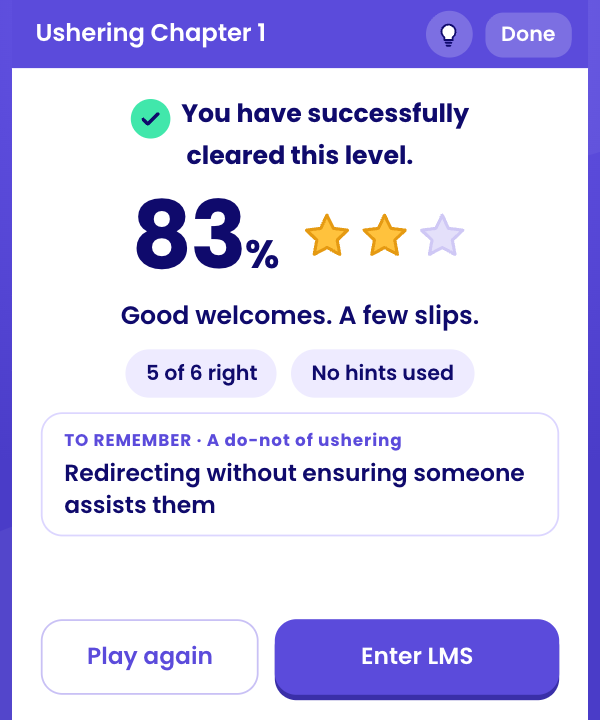 Ushering Chapter 1
Done
You have successfully
cleared this level.
83%
Good welcomes. A few slips.
5 of 6 right
No hints used
TO REMEMBER · A do-not of ushering
Redirecting without ensuring someone
assists them
Play again
Enter LMS